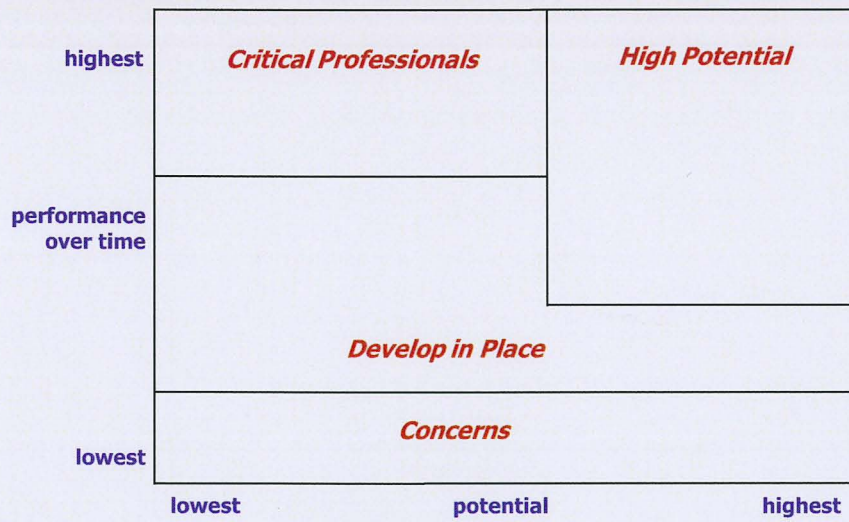 highest
Critical Professionals
High Potential
performance
over time
Develop in Place
Concerns
lowest
lowest
potential
highest